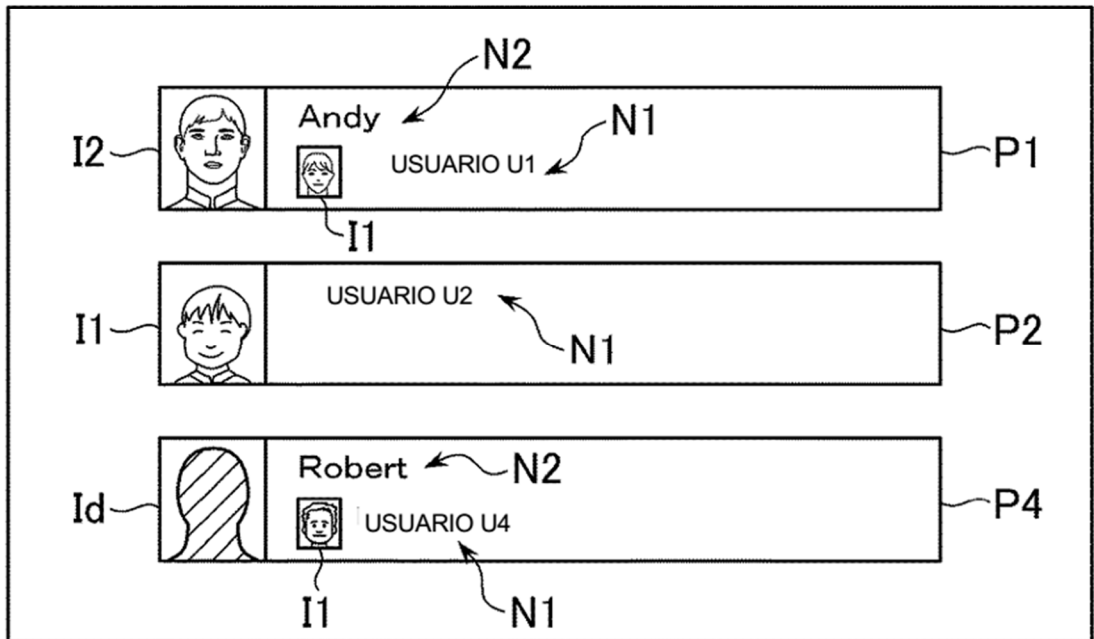 N2
Andy
N1
I2
USUARIO U1
P1
I1
USUARIO U2
I1
N1
P2
Robert
N2
Id
USUARIO U4
P4
I1
N1